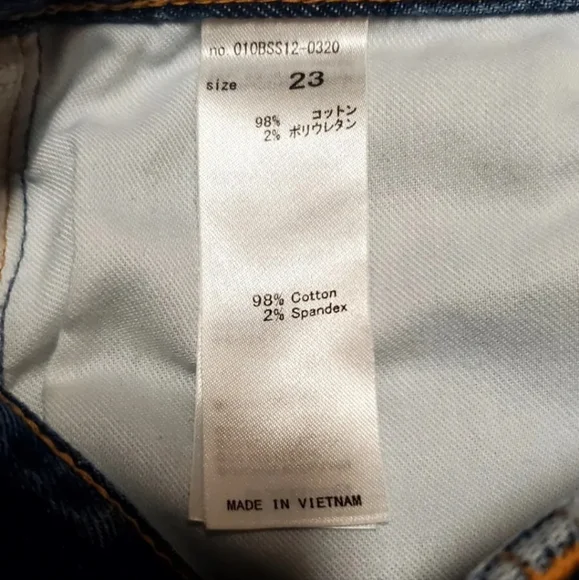 no. 010BSS12-0320
size 23
98% コットン
2% ポリウレタン
98% Cotton
2% Spandex
MADE IN VIETNAM